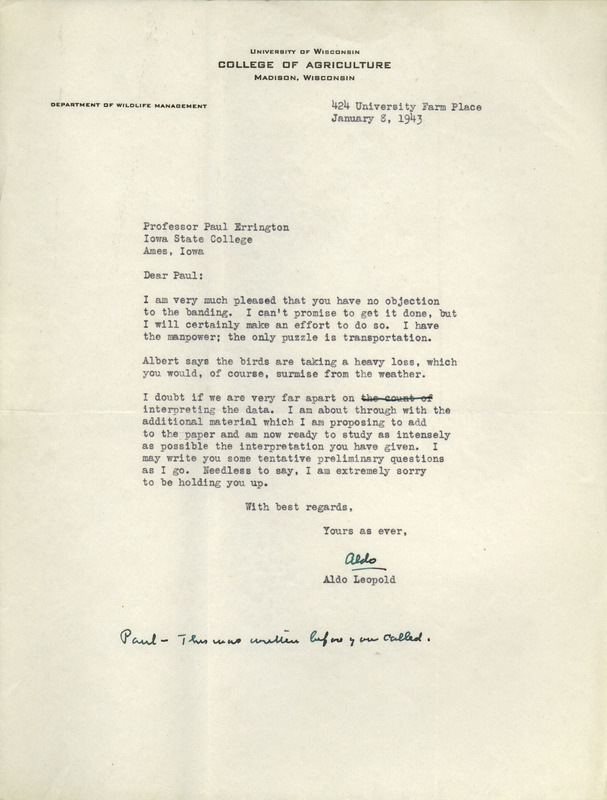 UNIVERSITY OF WISCONSIN
COLLEGE OF AGRICULTURE
MADISON, WISCONSIN
DEPARTMENT OF WILDLIFE MANAGEMENT
424 University Farm Place
January 8, 1943
Professor Paul Errington
Iowa State College
Ames, Iowa
Dear Paul:
I am very much pleased that you have no objection
to the banding. I can't promise to get it done, but
I will certainly make an effort to do so. I have
the manpower; the only puzzle is transportation.
Albert says the birds are taking a heavy loss, which
you would, of course, surmise from the weather.
I doubt if we are very far apart on the count of
interpreting the data. I am about through with the
additional material which I am proposing to add
to the paper and am now ready to study as intensely
as possible the interpretation you have given. I
may write you some tentative preliminary questions
as I go. Needless to say, I am extremely sorry
to be holding you up.
With best regards,
Yours as ever,
Aldo
Aldo Leopold
Paul - This was written before you called.